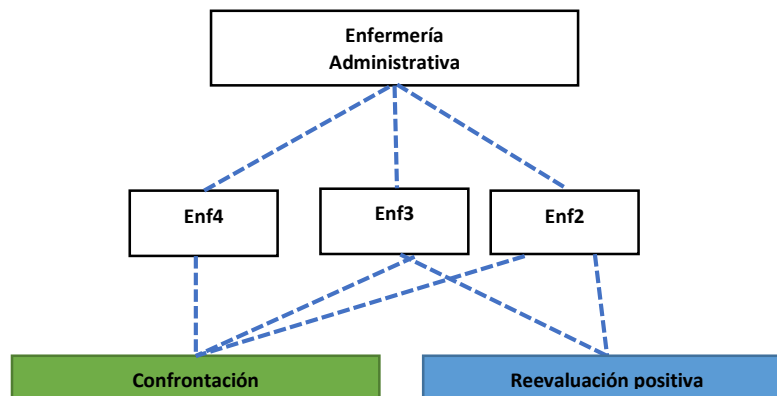 Enfermería
Administrativa
Enf4
Enf3
Enf2
Confrontación
Reevaluación positiva